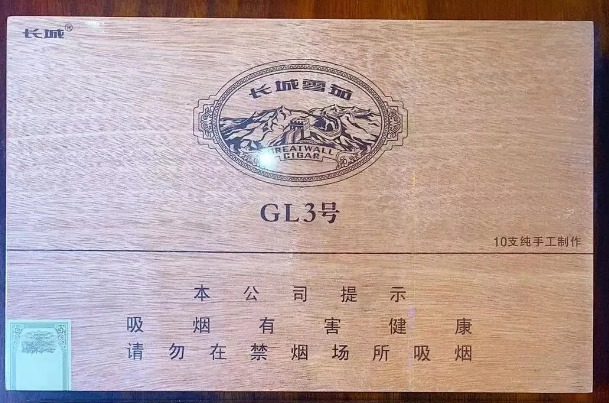 长城®
长城雪茄
GREATWALL
CIGAR
GL3号
10支纯手工制作
本公司提示
吸烟有害健康
请勿在禁烟场所吸烟